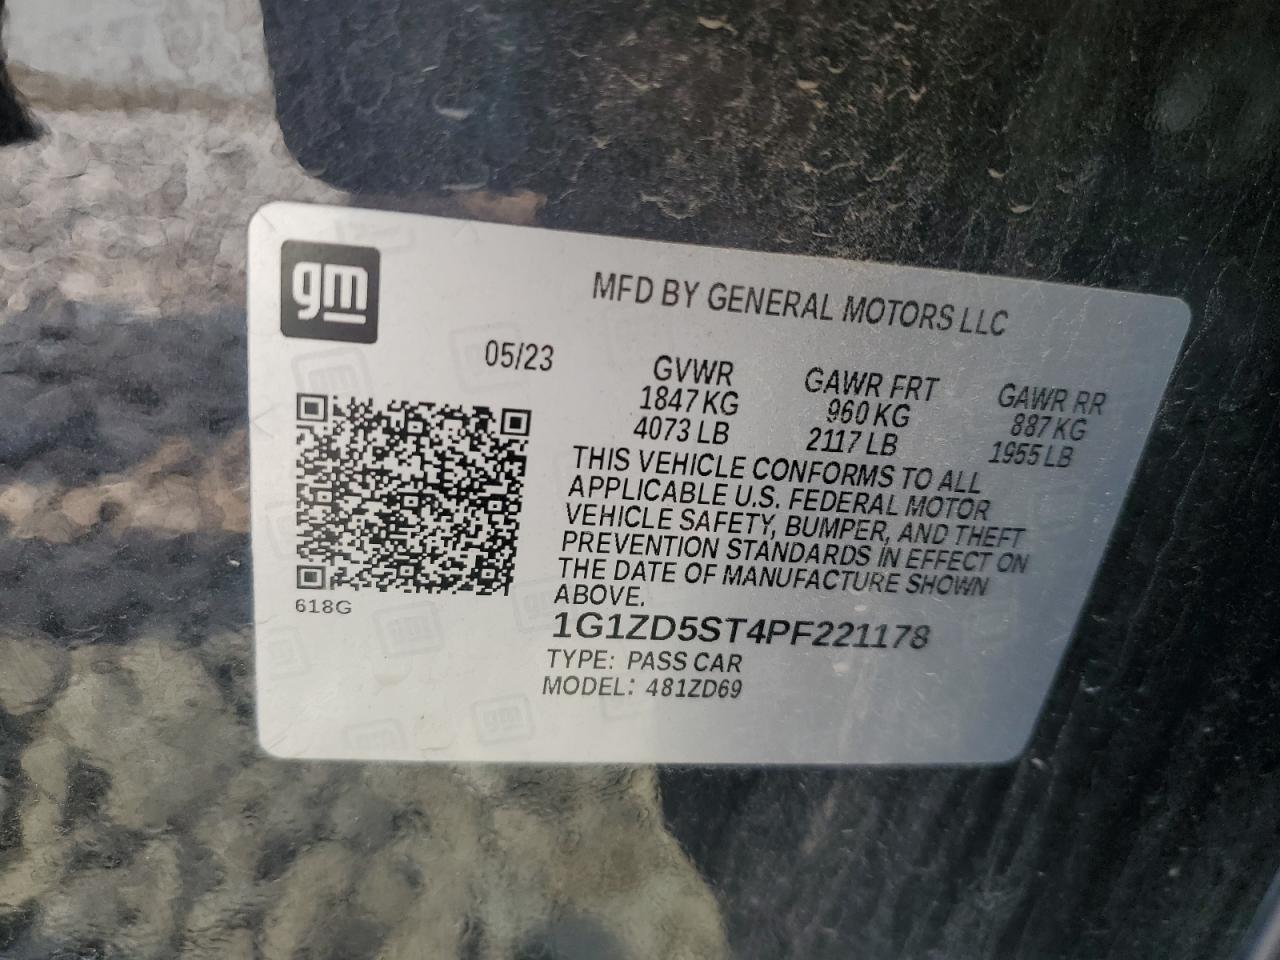 gm
MFD BY GENERAL MOTORS LLC
05/23
GVWR GAWR FRT GAWR RR
1847 KG 960 KG 887 KG
4073 LB 2117 LB 1955 LB
THIS VEHICLE CONFORMS TO ALL
APPLICABLE U.S. FEDERAL MOTOR
VEHICLE SAFETY, BUMPER, AND THEFT
PREVENTION STANDARDS IN EFFECT ON
THE DATE OF MANUFACTURE SHOWN
ABOVE.
618G
1G1ZD5ST4PF221178
TYPE: PASS CAR
MODEL: 481ZD69